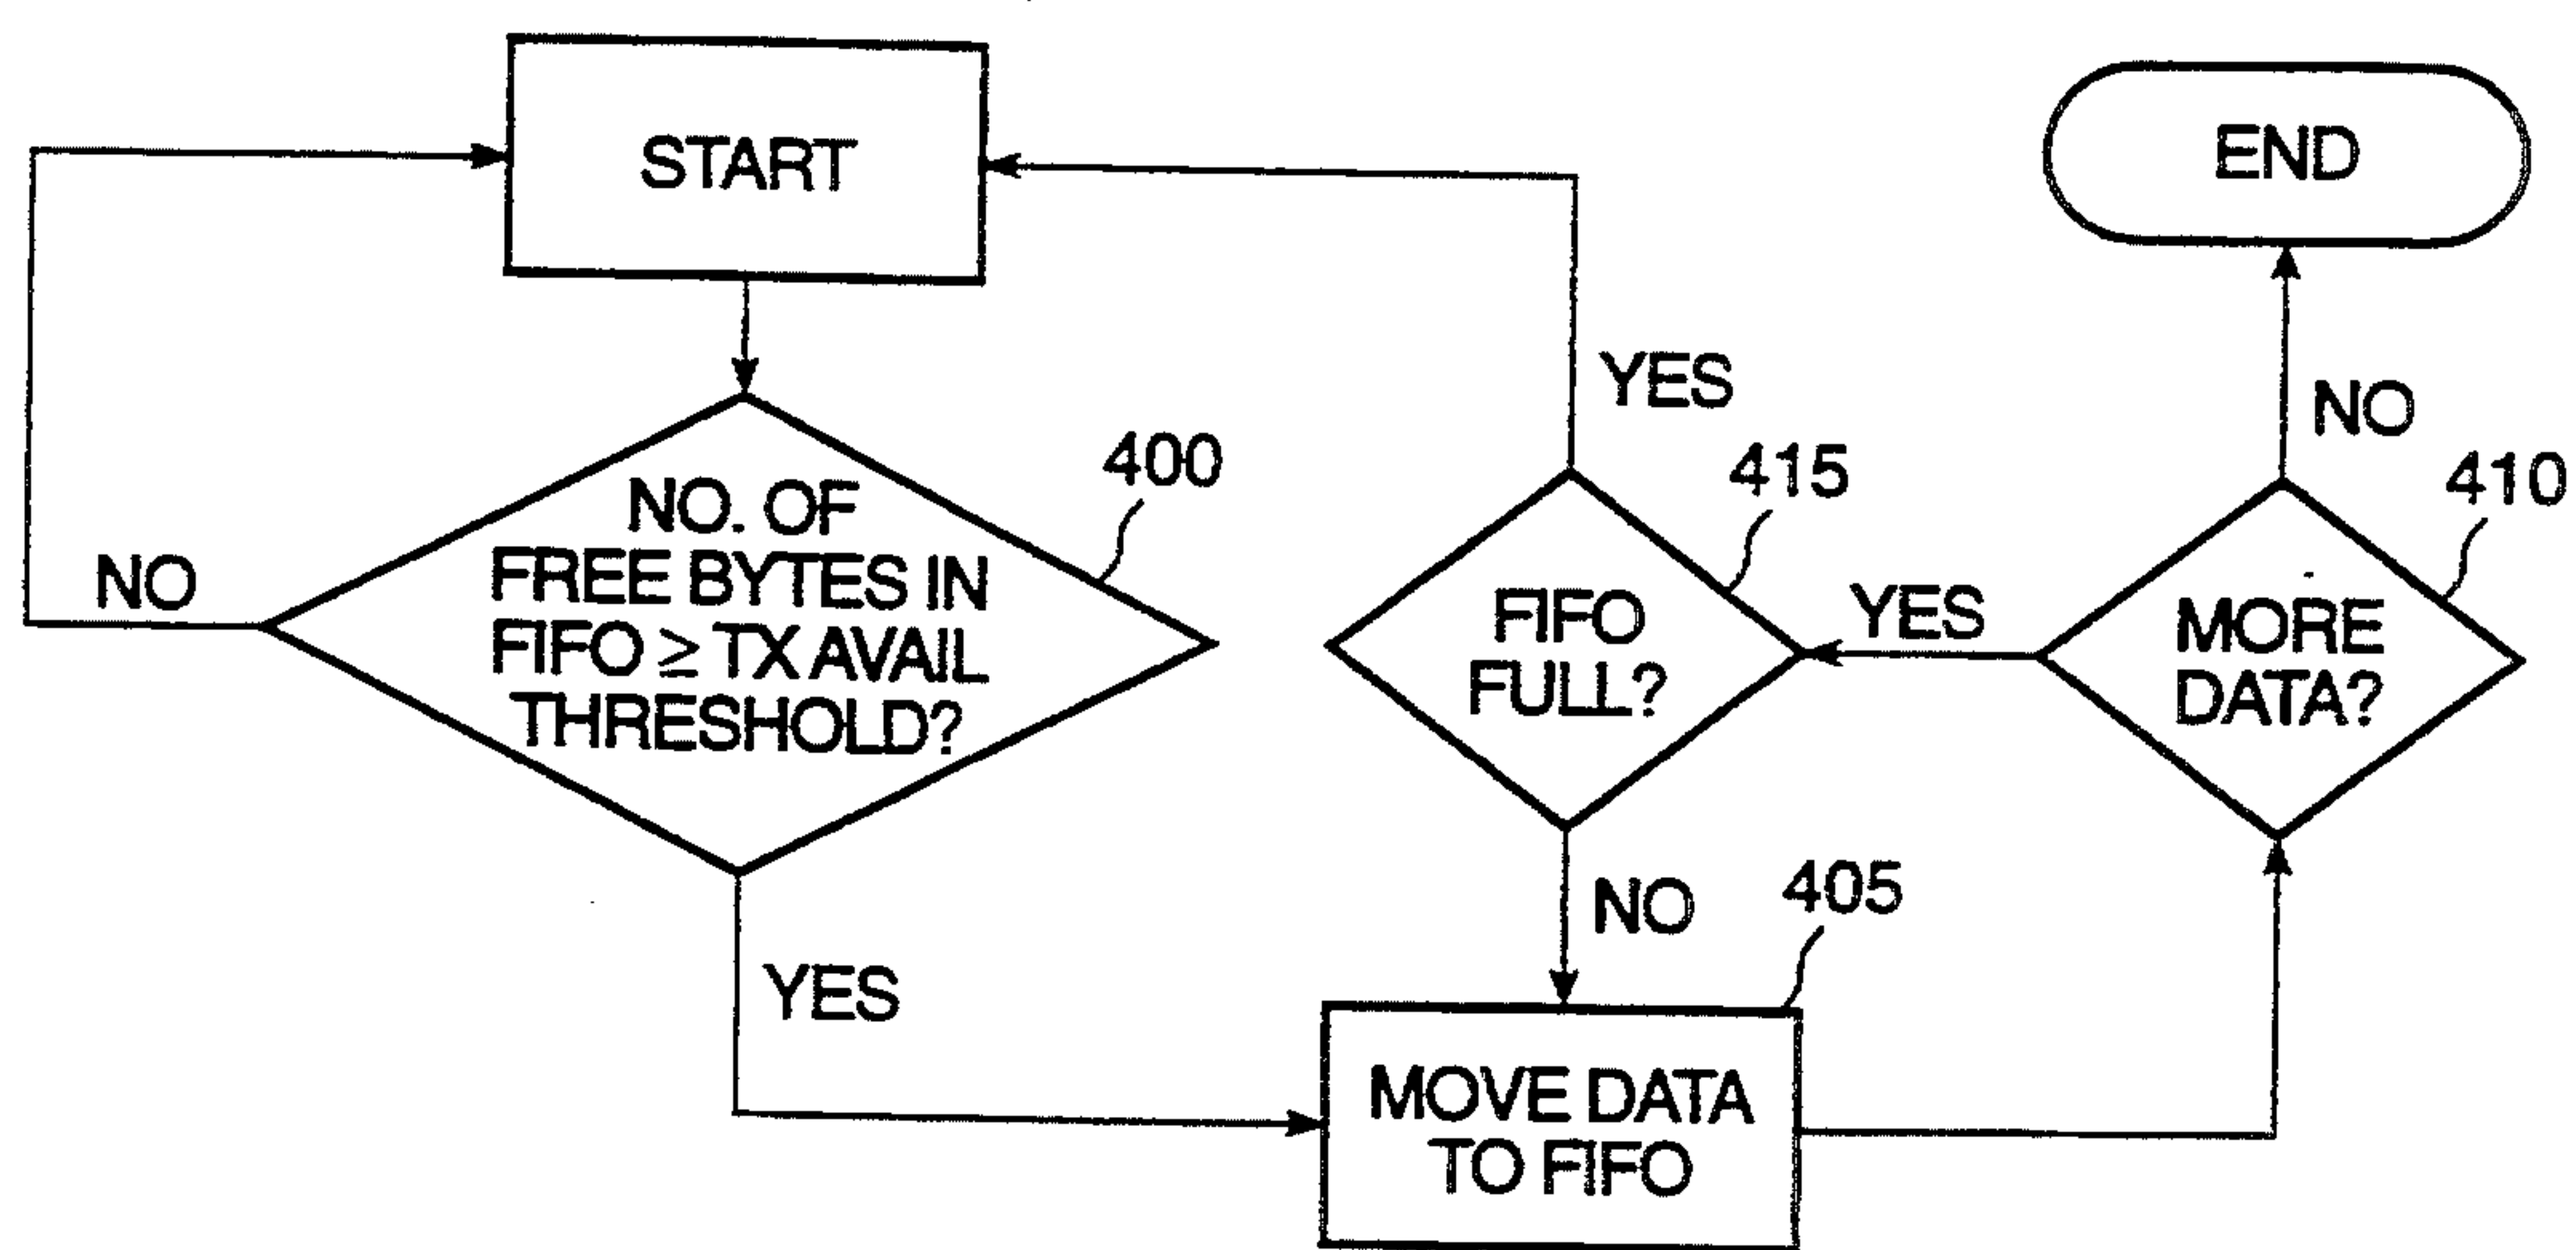 START
END
YES
NO
400
415
410
NO. OF
FREE BYTES IN
FIFO ≥ TX AVAIL
THRESHOLD?
NO
FIFO
FULL?
YES
MORE
DATA?
NO
405
YES
MOVE DATA
TO FIFO